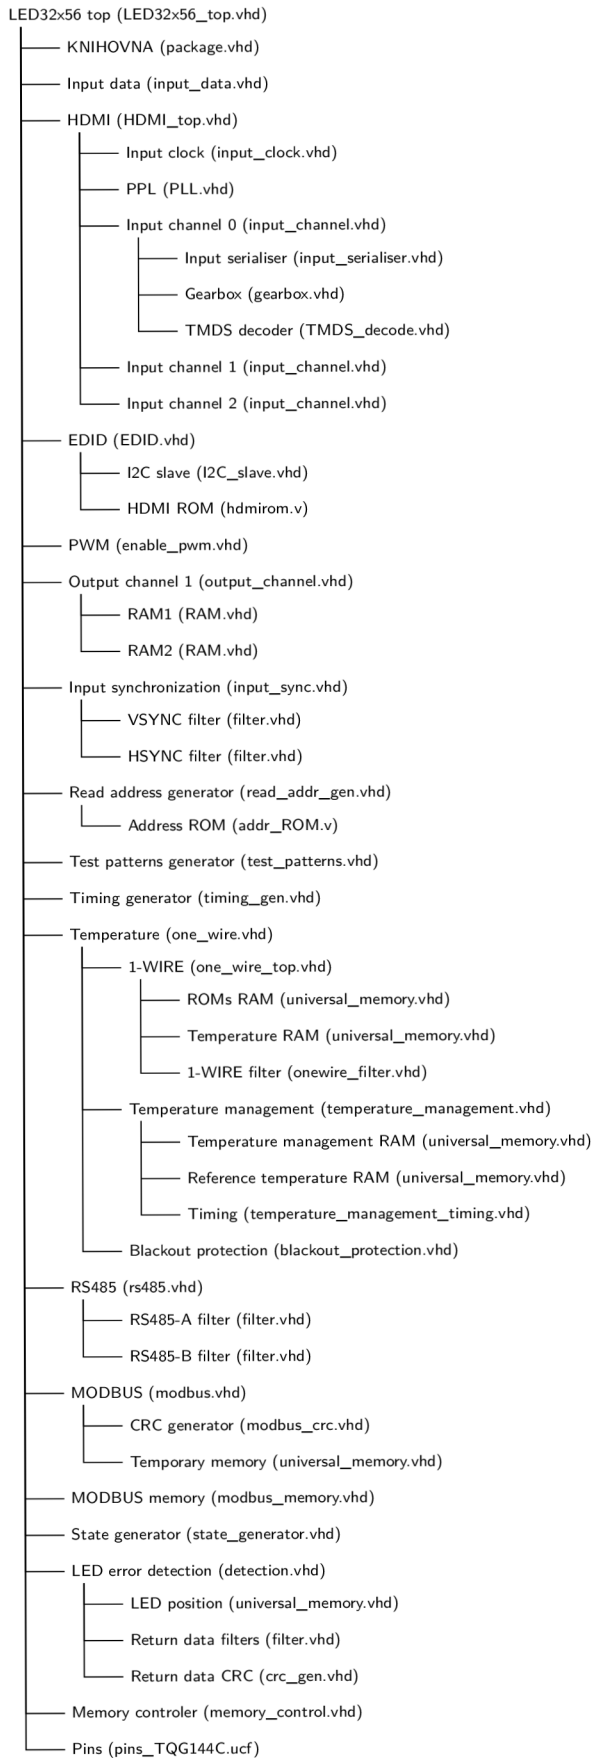 LED32x56 top (LED32x56_top.vhd)
KNIHOVNA (package.vhd)
Input data (input_data.vhd)
HDMI (HDMI_top.vhd)
Input clock (input_clock.vhd)
PPL (PLL.vhd)
Input channel 0 (input_channel.vhd)
Input serialiser (input_serialiser.vhd)
Gearbox (gearbox.vhd)
TMDS decoder (TMDS_decode.vhd)
Input channel 1 (input_channel.vhd)
Input channel 2 (input_channel.vhd)
EDID (EDID.vhd)
I2C slave (I2C_slave.vhd)
HDMI ROM (hdmirom.v)
PWM (enable_pwm.vhd)
Output channel 1 (output_channel.vhd)
RAM1 (RAM.vhd)
RAM2 (RAM.vhd)
Input synchronization (input_sync.vhd)
VSYNC filter (filter.vhd)
HSYNC filter (filter.vhd)
Read address generator (read_addr_gen.vhd)
Address ROM (addr_ROM.v)
Test patterns generator (test_patterns.vhd)
Timing generator (timing_gen.vhd)
Temperature (one_wire.vhd)
1-WIRE (one_wire_top.vhd)
ROMs RAM (universal_memory.vhd)
Temperature RAM (universal_memory.vhd)
1-WIRE filter (onewire_filter.vhd)
Temperature management (temperature_management.vhd)
Temperature management RAM (universal_memory.vhd)
Reference temperature RAM (universal_memory.vhd)
Timing (temperature_management_timing.vhd)
Blackout protection (blackout_protection.vhd)
RS485 (rs485.vhd)
RS485-A filter (filter.vhd)
RS485-B filter (filter.vhd)
MODBUS (modbus.vhd)
CRC generator (modbus_crc.vhd)
Temporary memory (universal_memory.vhd)
MODBUS memory (modbus_memory.vhd)
State generator (state_generator.vhd)
LED error detection (detection.vhd)
LED position (universal_memory.vhd)
Return data filters (filter.vhd)
Return data CRC (crc_gen.vhd)
Memory controler (memory_control.vhd)
Pins (pins_TQG144C.ucf)